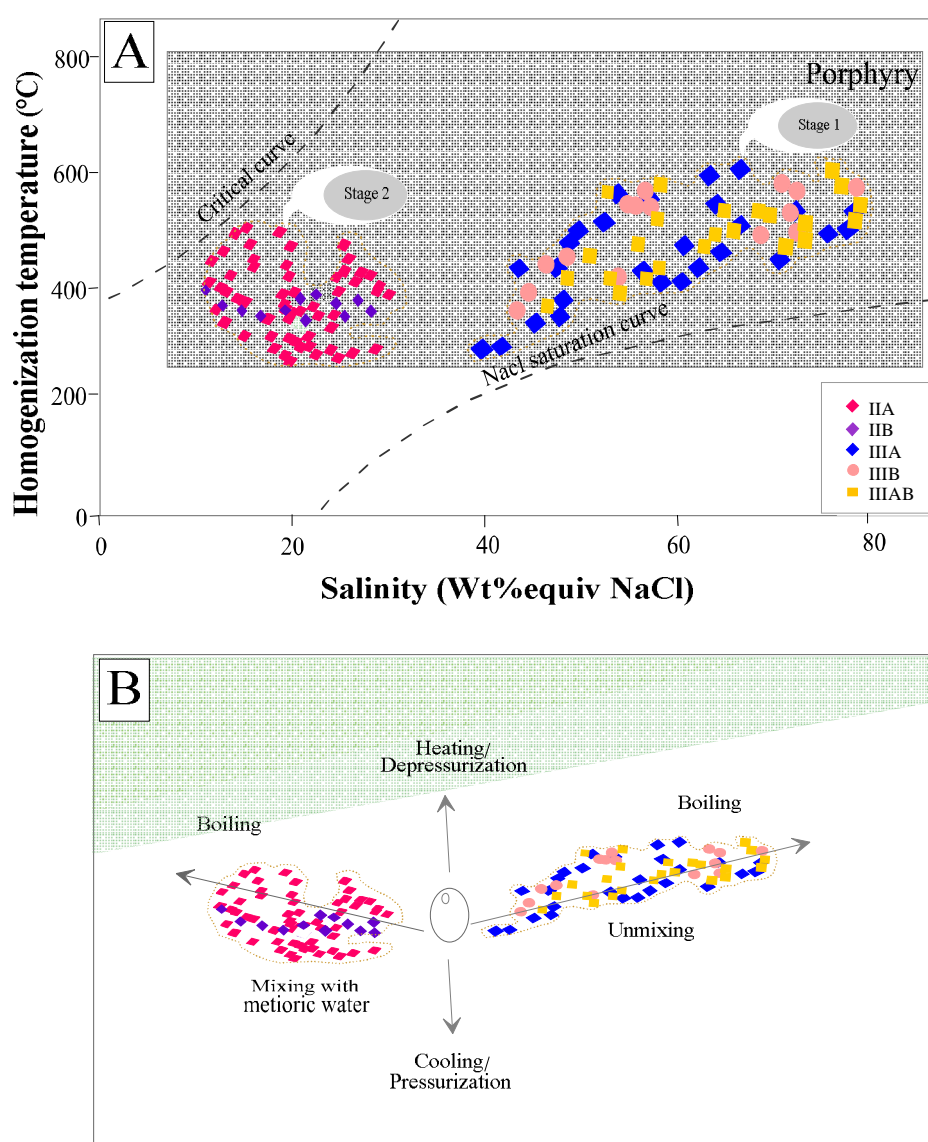 A
Porphyry
Homogenization temperature (°C)
800
600
400
200
0
Critical curve
Stage 1
Stage 2
Nacl saturation curve
IIA
IIB
IIIA
IIIB
IIIAB
0
20
40
60
80
Salinity (Wt%equiv NaCl)
B
Heating/
Depressurization
Boiling
Boiling
Unmixing
Mixing with
metioric water
Cooling/
Pressurization